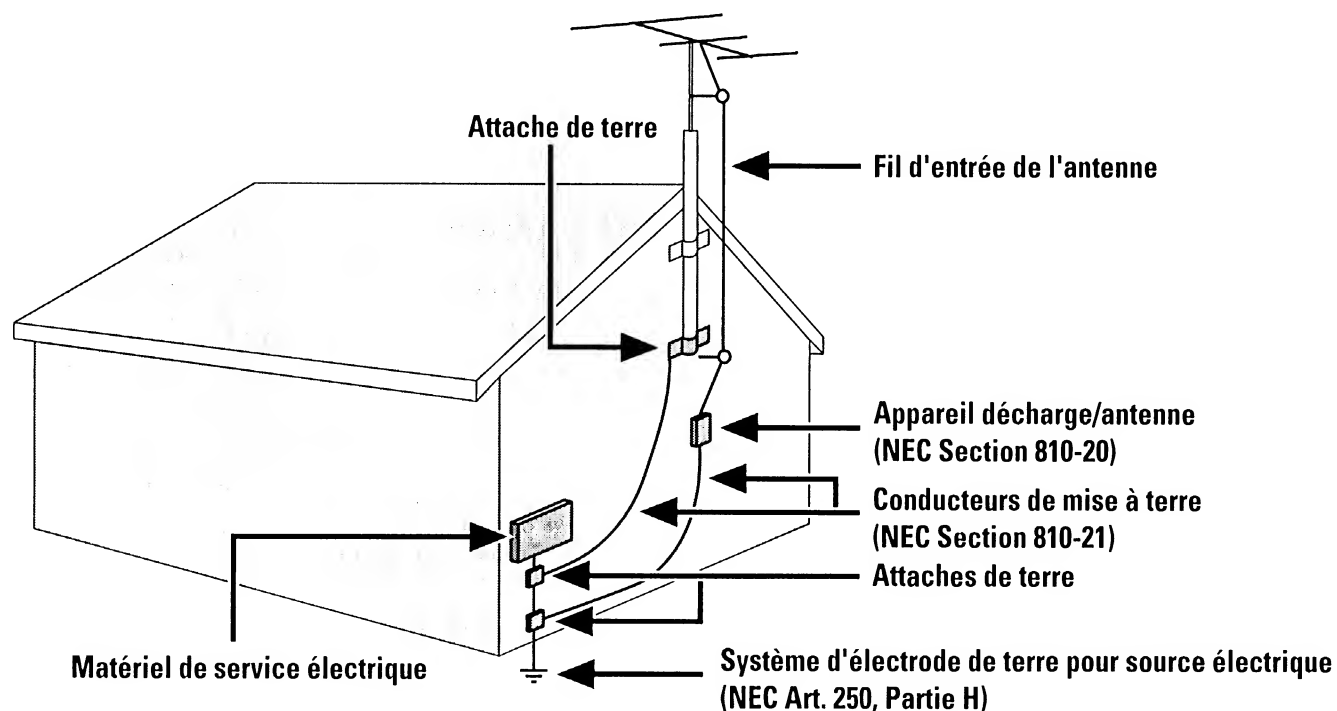 Attache de terre
Fil d'entrée de l'antenne
Appareil décharge/antenne
(NEC Section 810-20)
Conducteurs de mise à terre
(NEC Section 810-21)
Attaches de terre
Matériel de service électrique
Système d'électrode de terre pour source électrique
(NEC Art. 250, Partie H)